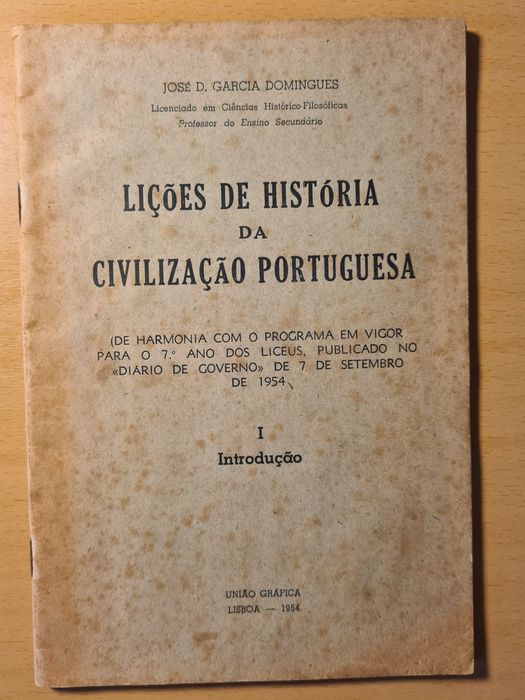 JOSÉ D. GARCIA DOMINGUES
Licenciado em Ciências Histórico-Filosóficas
Professor do Ensino Secundário
LIÇÕES DE HISTÓRIA
DA
CIVILIZAÇÃO PORTUGUESA
(DE HARMONIA COM O PROGRAMA EM VIGOR
PARA O 7.º ANO DOS LICEUS, PUBLICADO NO
«DIÁRIO DE GOVERNO» DE 7 DE SETEMBRO
DE 1954)
I
Introdução
UNIÃO GRÁFICA
LISBOA — 1954